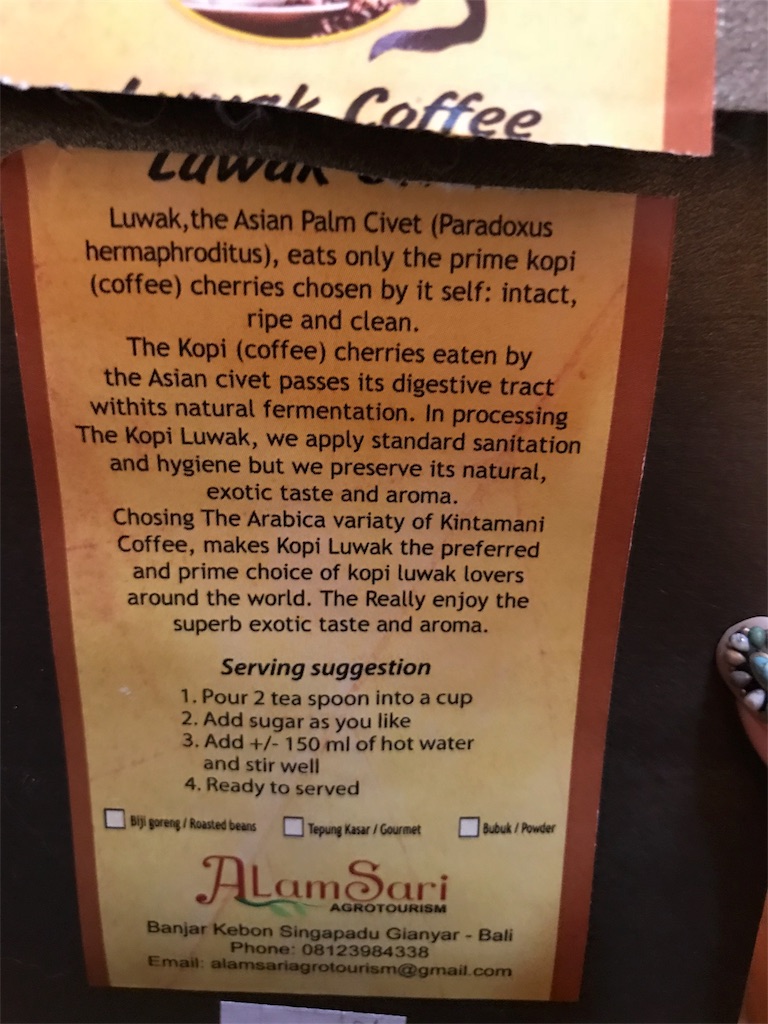 Luwak Coffee
Luwak
Luwak,the Asian Palm Civet (Paradoxus
hermaphroditus), eats only the prime kopi
(coffee) cherries chosen by it self: intact,
ripe and clean.
The Kopi (coffee) cherries eaten by
the Asian civet passes its digestive tract
withits natural fermentation. In processing
The Kopi Luwak, we apply standard sanitation
and hygiene but we preserve its natural,
exotic taste and aroma.
Chosing The Arabica variaty of Kintamani
Coffee, makes Kopi Luwak the preferred
and prime choice of kopi luwak lovers
around the world. The Really enjoy the
superb exotic taste and aroma.
Serving suggestion
1. Pour 2 tea spoon into a cup
2. Add sugar as you like
3. Add +/- 150 ml of hot water
and stir well
4. Ready to served
Biji goreng / Roasted beans Tepung Kasar / Gourmet Bubuk / Powder
ALamSari
AGROTOURISM
Banjar Kebon Singapadu Gianyar - Bali
Phone: 08123984338
Email: alamsariagrotourism@gmail.com